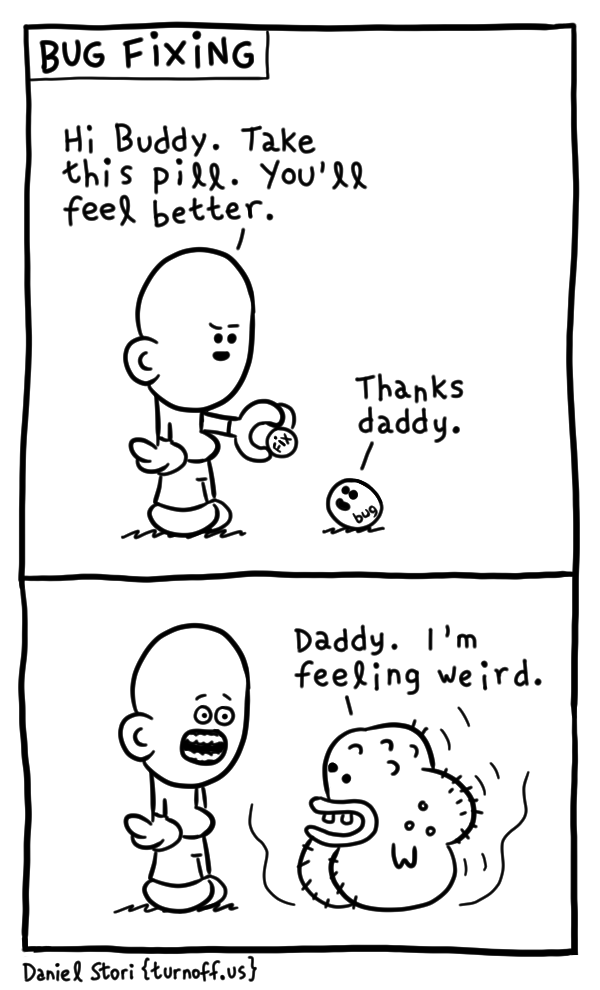 BUG FiXiNG
Hi Buddy. Take
this pill. You'll
feel better.
Thanks
daddy.
fix
bug
Daddy. I'm
feeling weird.
Daniel Stori {turnoff.us}